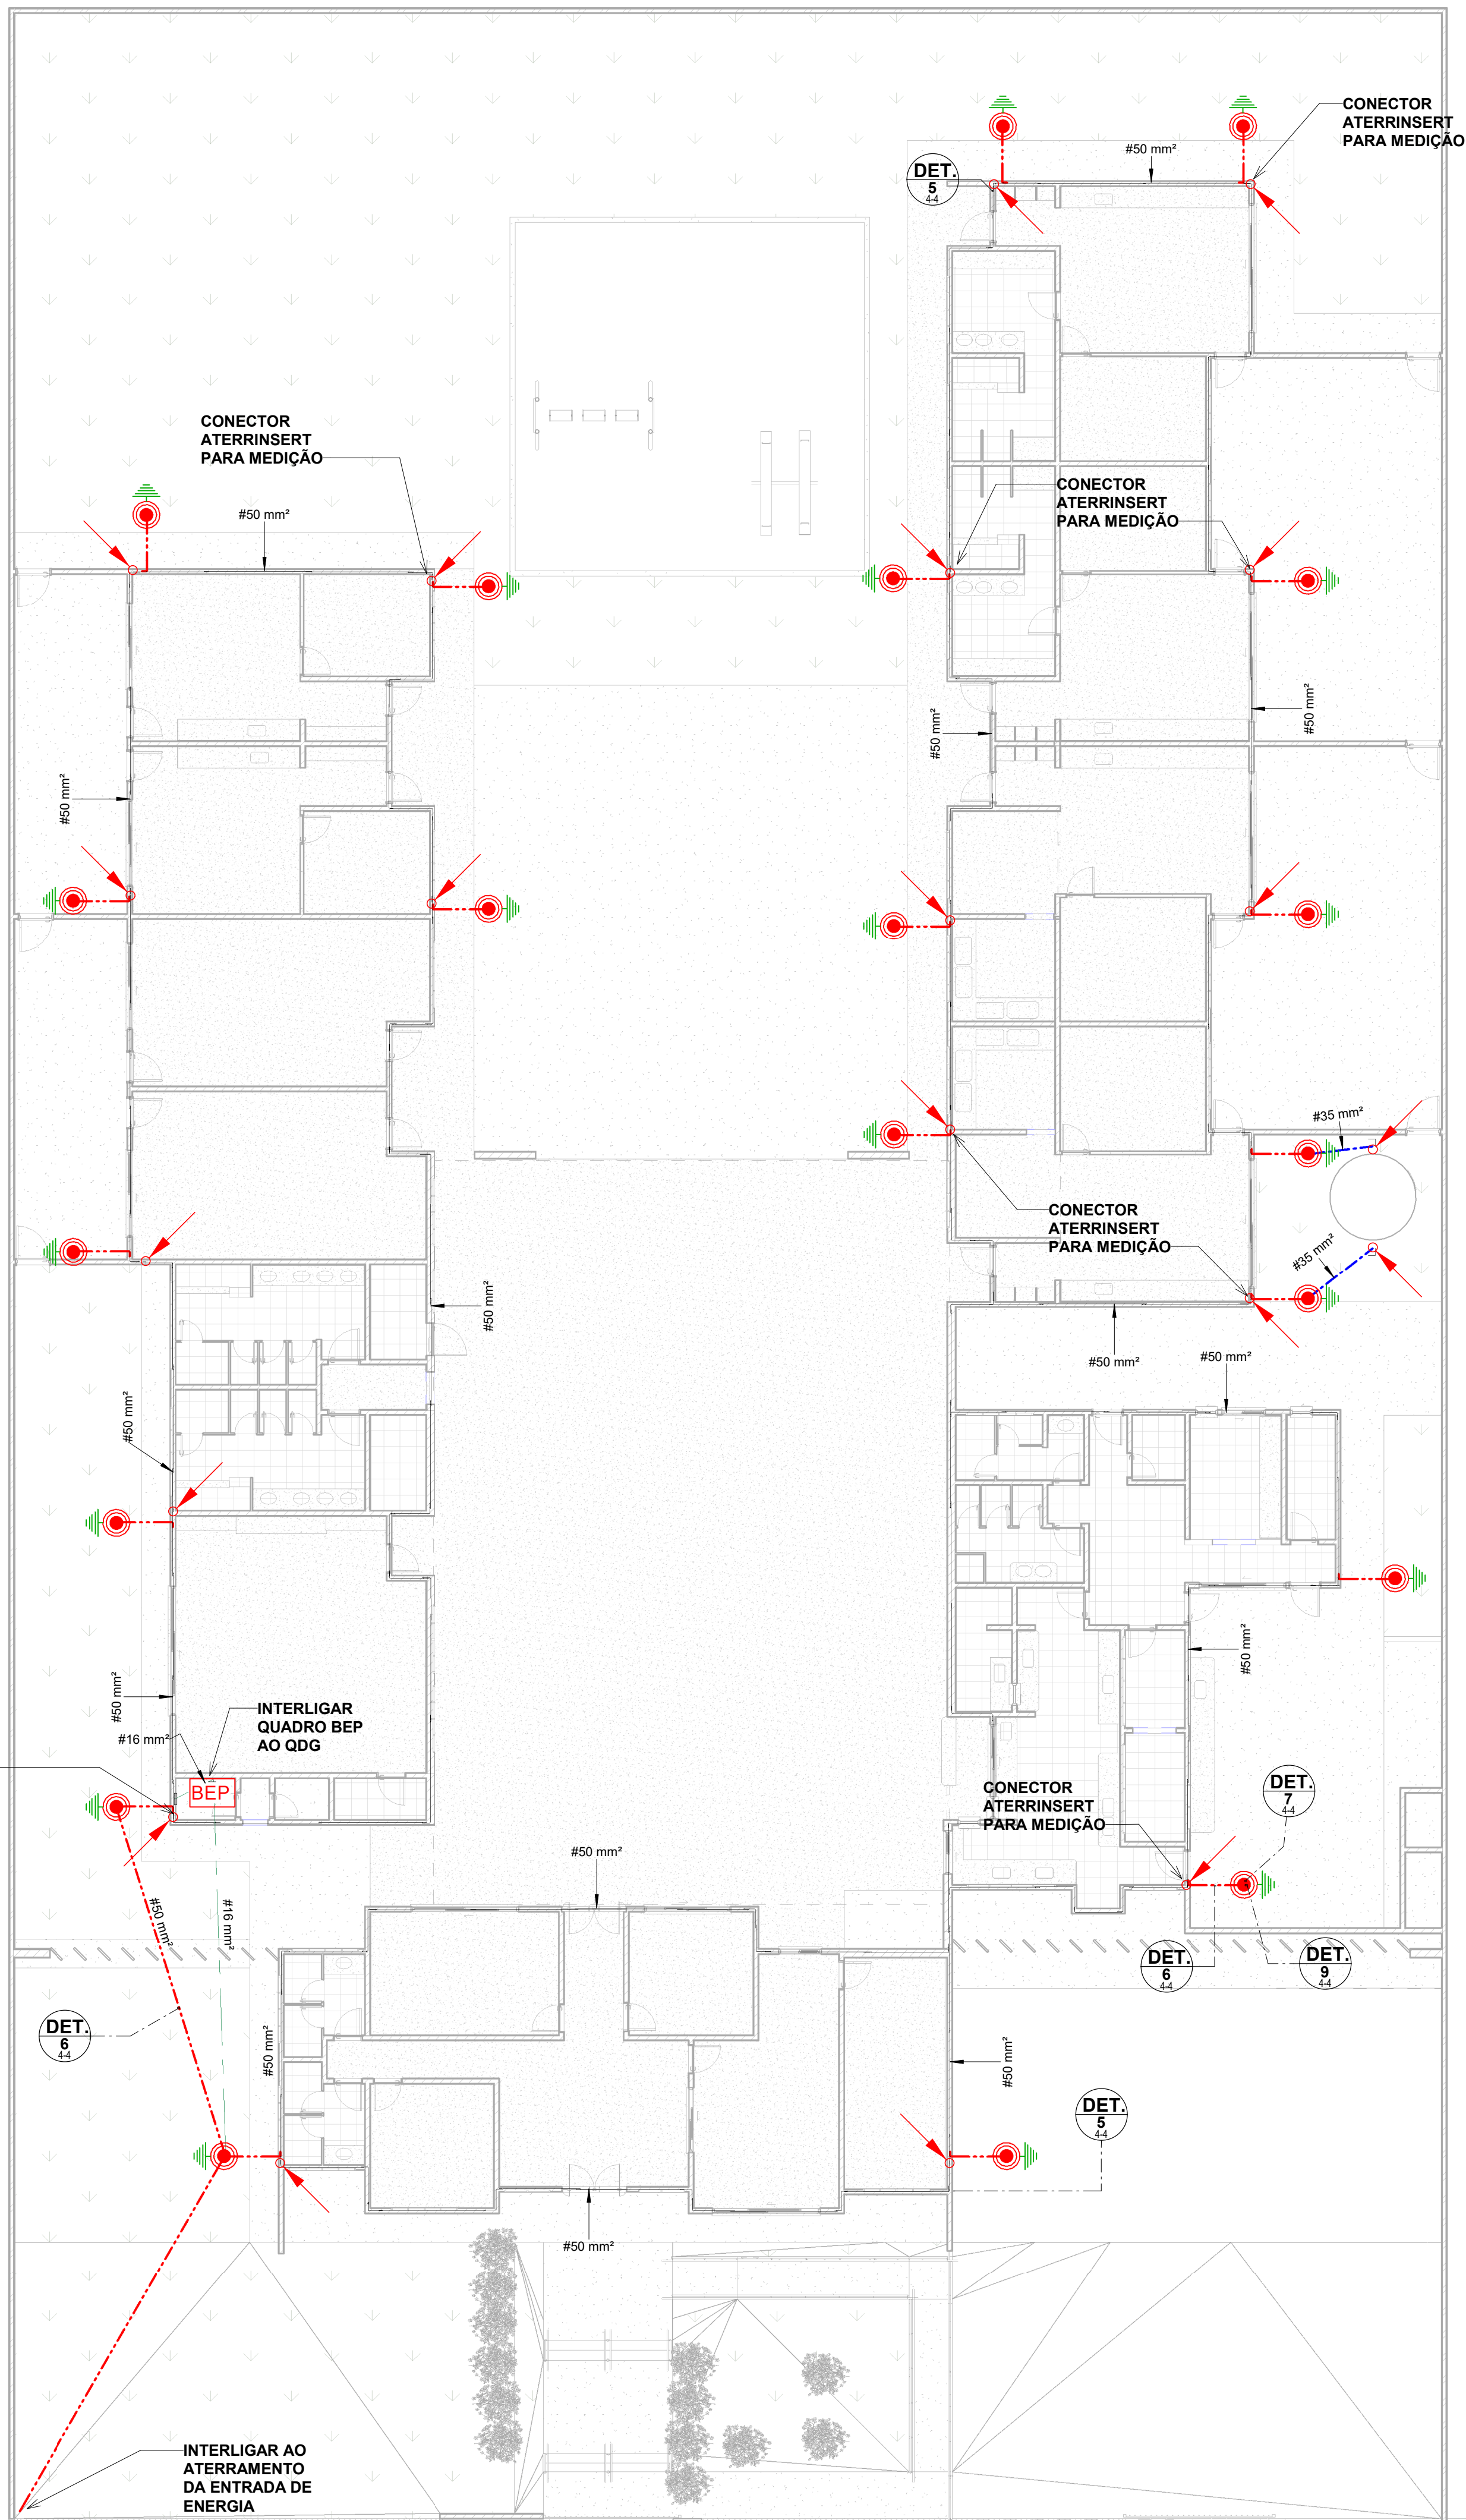 CONECTOR
ATERRINSERT
PARA MEDIÇÃO
#50 mm²
DET.
5
4-4
CONECTOR
ATERRINSERT
PARA MEDIÇÃO
#50 mm²
CONECTOR
ATERRINSERT
PARA MEDIÇÃO
#50 mm²
#50 mm²
#50 mm²
#35 mm²
CONECTOR
ATERRINSERT
PARA MEDIÇÃO
#35 mm²
#50 mm²
#50 mm²
#50 mm²
#50 mm²
#50 mm²
#50 mm²
INTERLIGAR
QUADRO BEP
AO QDG
#16 mm²
BEP
CONECTOR
ATERRINSERT
PARA MEDIÇÃO
DET.
7
4-4
#50 mm²
#50 mm²
#16 mm²
DET.
6
4-4
DET.
9
4-4
DET.
6
4-4
#50 mm²
#50 mm²
DET.
5
4-4
#50 mm²
INTERLIGAR AO
ATERRAMENTO
DA ENTRADA DE
ENERGIA